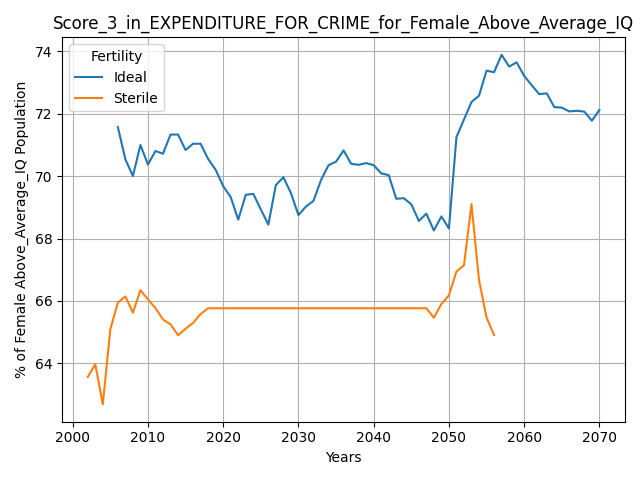 Score_3_in_EXPENDITURE_FOR_CRIME_for_Female_Above_Average_IQ
Fertility
Ideal
Sterile
% of Female Above_Average_IQ Population
74
72
70
68
66
64
2000
2010
2020
2030
2040
2050
2060
2070
Years